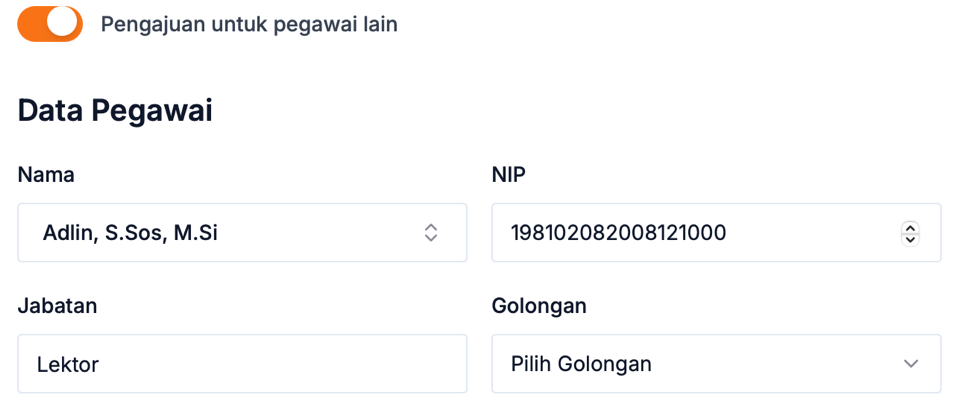 Pengajuan untuk pegawai lain
Data Pegawai
Nama
NIP
Adlin, S.Sos, M.Si
198102082008121000
Jabatan
Golongan
Lektor
Pilih Golongan